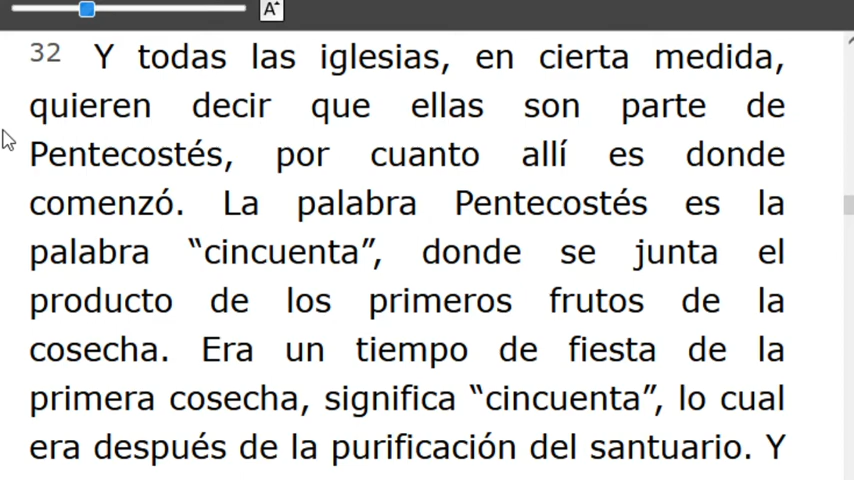 A
32 Y todas las iglesias, en cierta medida,
quieren decir que ellas son parte de
Pentecostés, por cuanto allí es donde
comenzó. La palabra Pentecostés es la
palabra “cincuenta”, donde se junta el
producto de los primeros frutos de la
cosecha. Era un tiempo de fiesta de la
primera cosecha, significa “cincuenta”, lo cual
era después de la purificación del santuario. Y